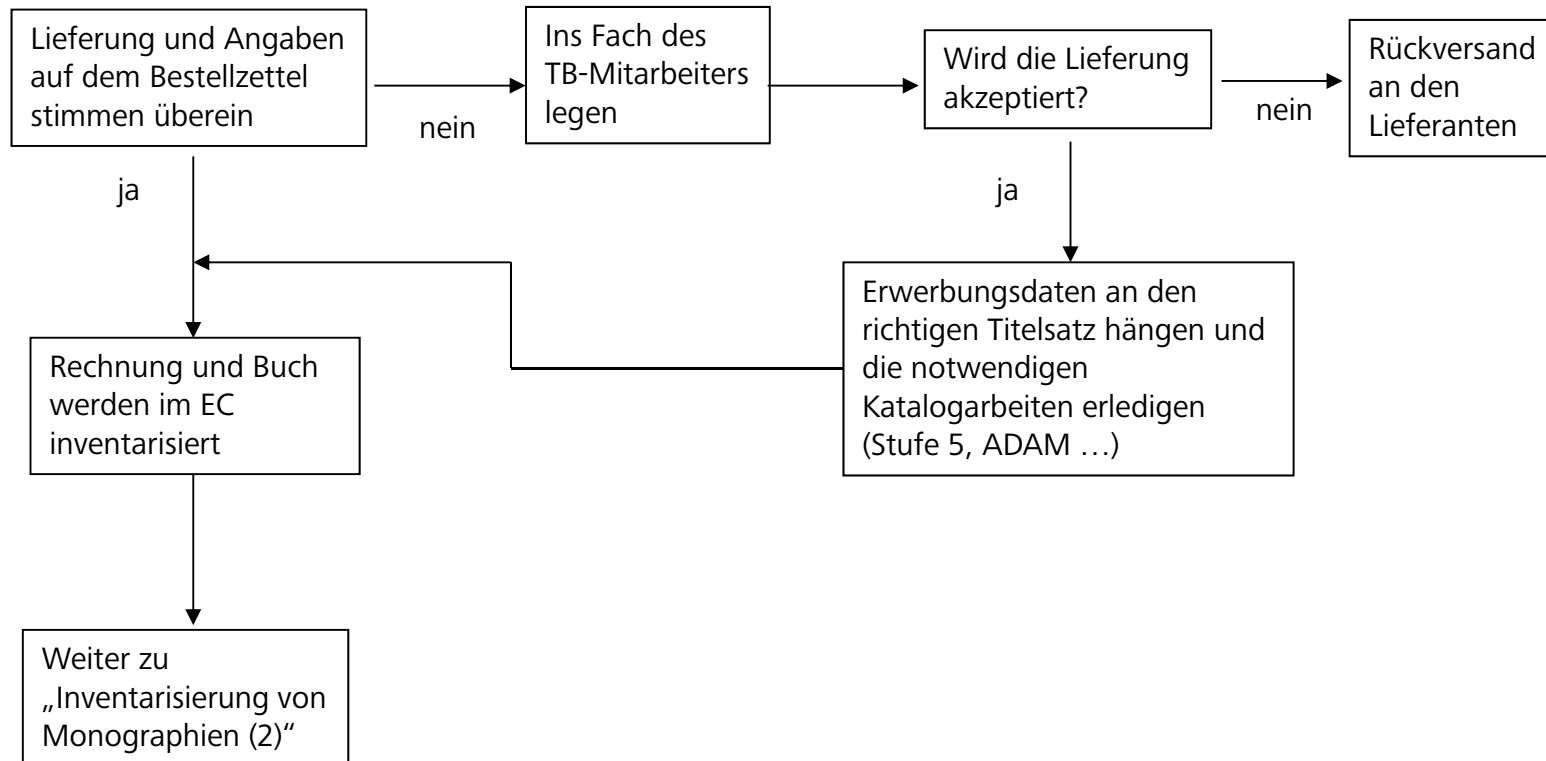 Lieferung und Angaben
auf dem Bestellzettel
stimmen überein
nein
Ins Fach des
TB-Mitarbeiters
legen
Wird die Lieferung
akzeptiert?
nein
Rückversand
an den
Lieferanten
ja
ja
Erwerbungsdaten an den
richtigen Titelsatz hängen und
die notwendigen
Katalogarbeiten erledigen
(Stufe 5, ADAM …)
Rechnung und Buch
werden im EC
inventarisiert
Weiter zu
„Inventarisierung von
Monographien (2)“